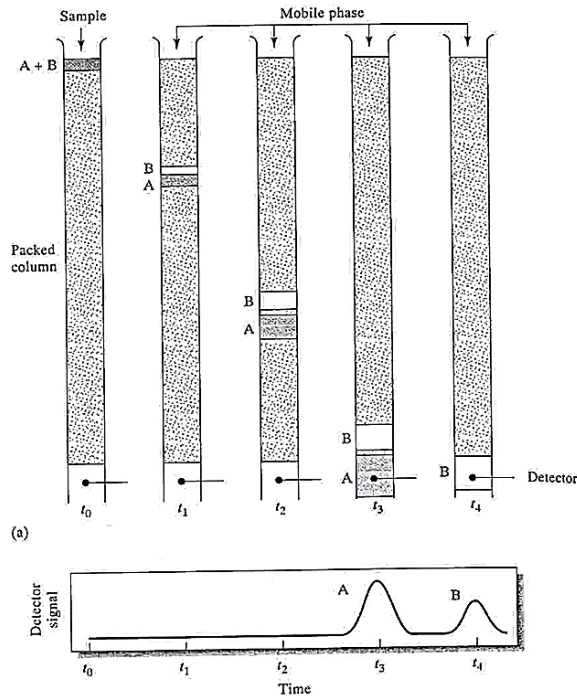 Sample
Mobile phase
A + B
B
A
Packed
column
B
A
B
A
B
Detector
t0
t1
t2
t3
t4
(a)
Detector
signal
A
B
t0
t1
t2
t3
t4
Time